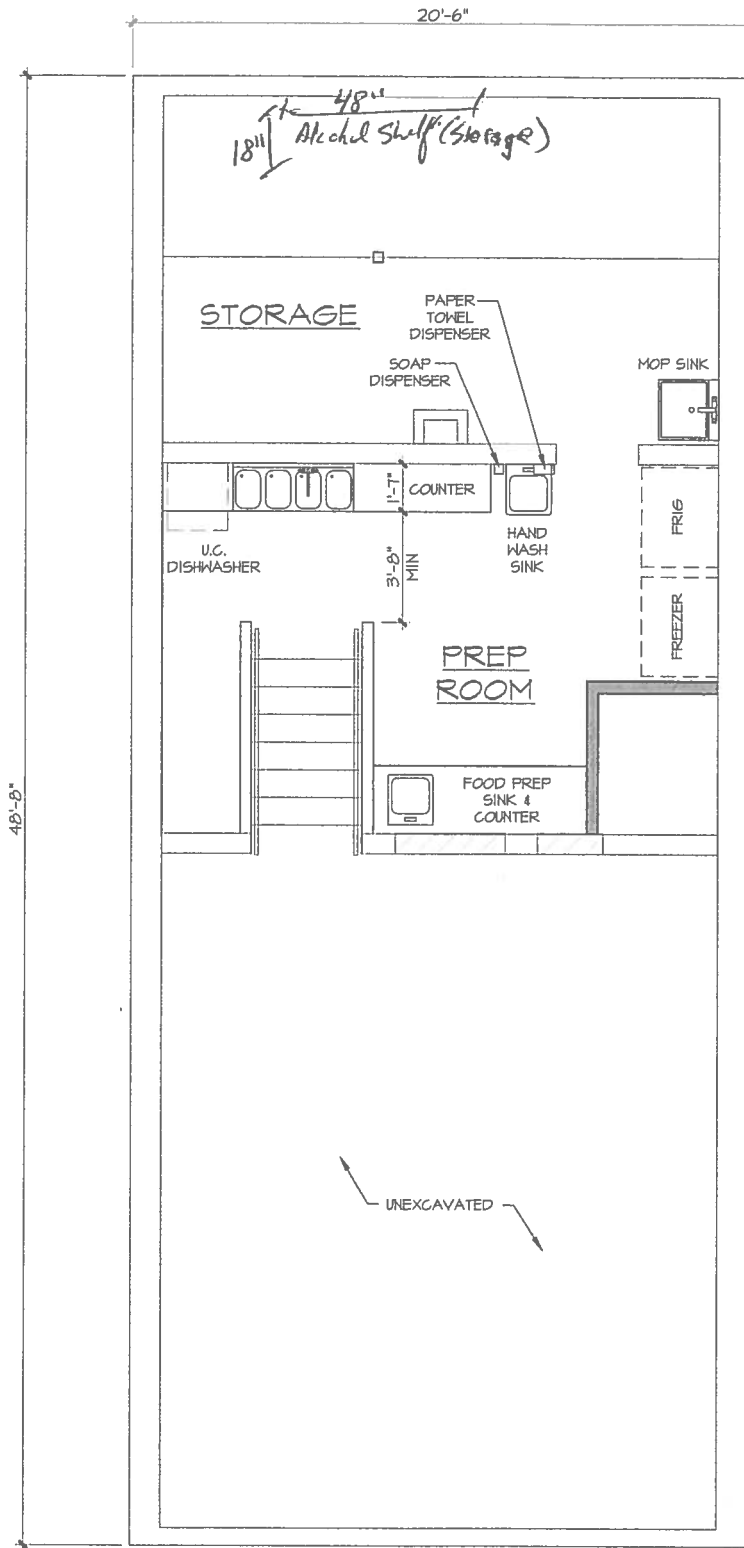 20'-6"
48"
18"
Alcohol Shelf (Storage)
STORAGE
PAPER
TOWEL
DISPENSER
SOAP
DISPENSER
MOP SINK
COUNTER
1'-7"
FRIG
HAND
WASH
SINK
U.C.
DISHWASHER
3'-8"
MIN
FREEZER
PREP
ROOM
FOOD PREP
SINK &
COUNTER
48'-8"
UNEXCAVATED